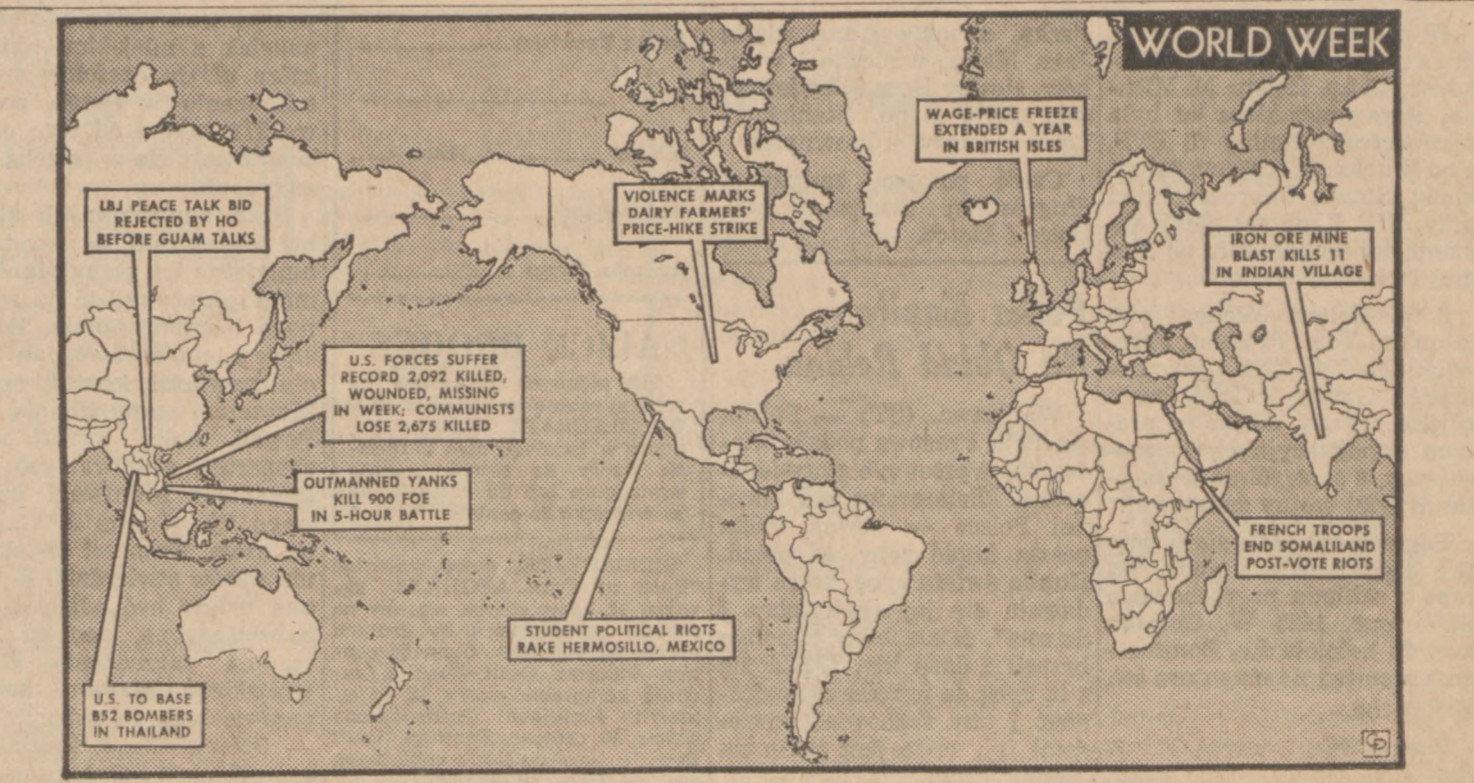 WORLD WEEK
LBJ PEACE TALK BID
REJECTED BY HO
BEFORE GUAM TALKS
VIOLENCE MARKS
DAIRY FARMERS'
PRICE-HIKE STRIKE
WAGE-PRICE FREEZE
EXTENDED A YEAR
IN BRITISH ISLES
IRON ORE MINE
BLAST KILLS 11
IN INDIAN VILLAGE
U.S. FORCES SUFFER
RECORD 2,092 KILLED,
WOUNDED, MISSING
IN WEEK; COMMUNISTS
LOSE 2,675 KILLED
OUTMANNED YANKS
KILL 900 FOE
IN 5-HOUR BATTLE
FRENCH TROOPS
END SOMALILAND
POST-VOTE RIOTS
STUDENT POLITICAL RIOTS
RAKE HERMOSILLO, MEXICO
U.S. TO BASE
B52 BOMBERS
IN THAILAND